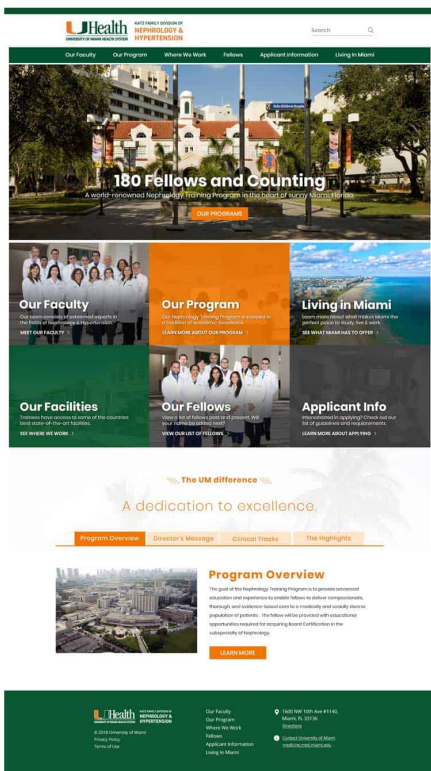 UHealth
UNIVERSITY OF MIAMI HEALTH SYSTEM
KATZ FAMILY DIVISION OF
NEPHROLOGY &
HYPERTENSION
Search
Our Faculty Our Program Where We Work Fellows Applicant Information Living In Miami
180 Fellows and Counting
A world-renowned Nephrology Training Program in the heart of sunny Miami, Florida
OUR PROGRAMS
Our Faculty
Our team consists of esteemed experts in
the fields of Nephrology & Hypertension.
MEET OUR FACULTY >
Our Program
Our Nephrology Training Program is steeped in
a tradition of academic excellence.
LEARN MORE ABOUT OUR PROGRAM >
Living in Miami
Learn more about what makes Miami the
perfect place to study, live & work.
SEE WHAT MIAMI HAS TO OFFER >
Our Facilities
Trainees have access to some of the countries
best state-of-the-art facilities.
SEE WHERE WE WORK >
Our Fellows
View a list of fellows past and present. Will
your name be added next?
VIEW OUR LIST OF FELLOWS >
Applicant Info
Interested in applying? Check out our
list of guidelines and requirements.
LEARN MORE ABOUT APPLYING >
The UM difference
A dedication to excellence.
Program Overview Director's Message Clinical Tracks The Highlights
Program Overview
The goal of the Nephrology Training Program is to provide advanced
education and experience to enable fellows to deliver compassionate,
thorough, and evidence-based care to a medically and socially diverse
population of patients. The fellow will be provided with educational
opportunities required for acquiring Board Certification in the
subspecialty of Nephrology.
LEARN MORE
UHealth
UNIVERSITY OF MIAMI HEALTH SYSTEM
KATZ FAMILY DIVISION OF
NEPHROLOGY &
HYPERTENSION
© 2018 University of Miami
Privacy Policy
Terms of Use
Our Faculty
Our Program
Where We Work
Fellows
Applicant Information
Living In Miami
1600 NW 10th Ave #1140,
Miami, FL 33136
Directions
Contact University of Miami
medicine.med.miami.edu